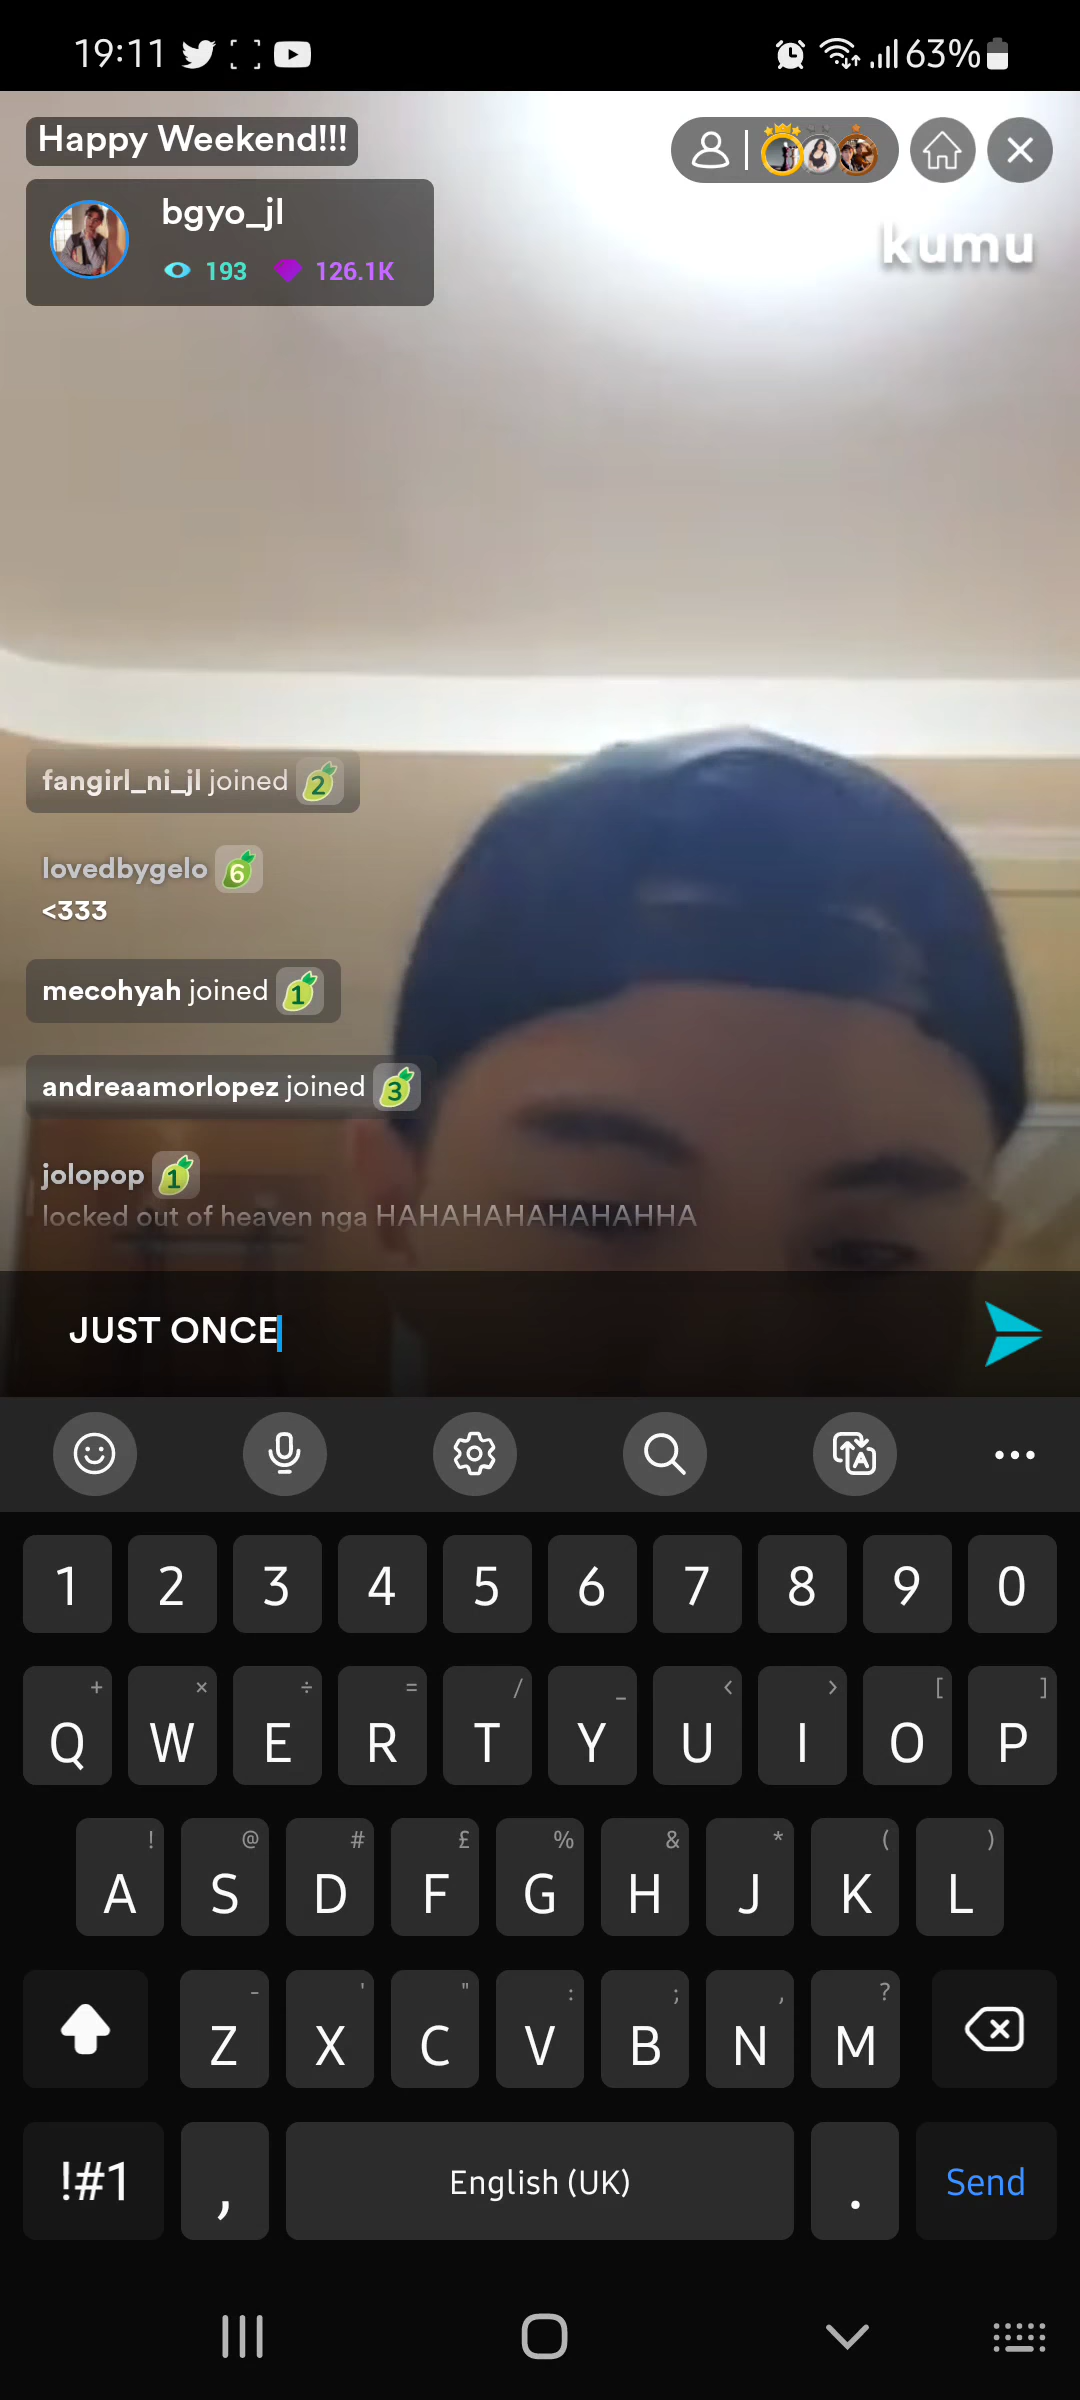 19:11
63%
Happy Weekend!!!
bgyo_jl
193 126.1K
kumu
fangirl_ni_jl joined 2
lovedbygelo 6
<333
mecohyah joined 1
andreaamorlopez joined 3
jolopop 1
locked out of heaven nga HAHAHAHAHAHAHHA
JUST ONCE
1 2 3 4 5 6 7 8 9 0
+ × ÷ = / _ < > [ ]
Q W E R T Y U I O P
! @ # £ % & * ( )
A S D F G H J K L
- ' " : ; , ?
Z X C V B N M
!#1 , English (UK) . Send